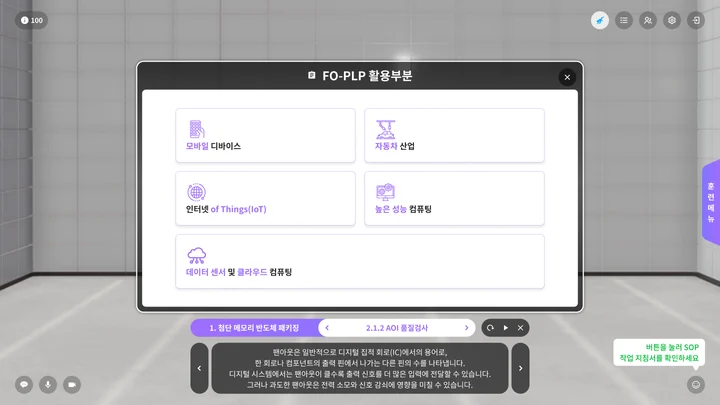 100
FO-PLP 활용부분
모바일 디바이스
자동차 산업
인터넷 of Things(IoT)
높은 성능 컴퓨팅
데이터 센서 및 클라우드 컴퓨팅
훈련메뉴
1. 첨단 메모리 반도체 패키징
2.1.2 AOI 품질검사
팬아웃은 일반적으로 디지털 집적 회로(IC)에서의 용어로,
한 회로나 컴포넌트의 출력 핀에서 나가는 다른 핀의 수를 나타냅니다.
디지털 시스템에서는 팬아웃이 클수록 출력 신호를 더 많은 입력에 전달할 수 있습니다.
그러나 과도한 팬아웃은 전력 소모와 신호 감쇠에 영향을 미칠 수 있습니다.
버튼을 눌러 SOP
작업 지침서를 확인하세요